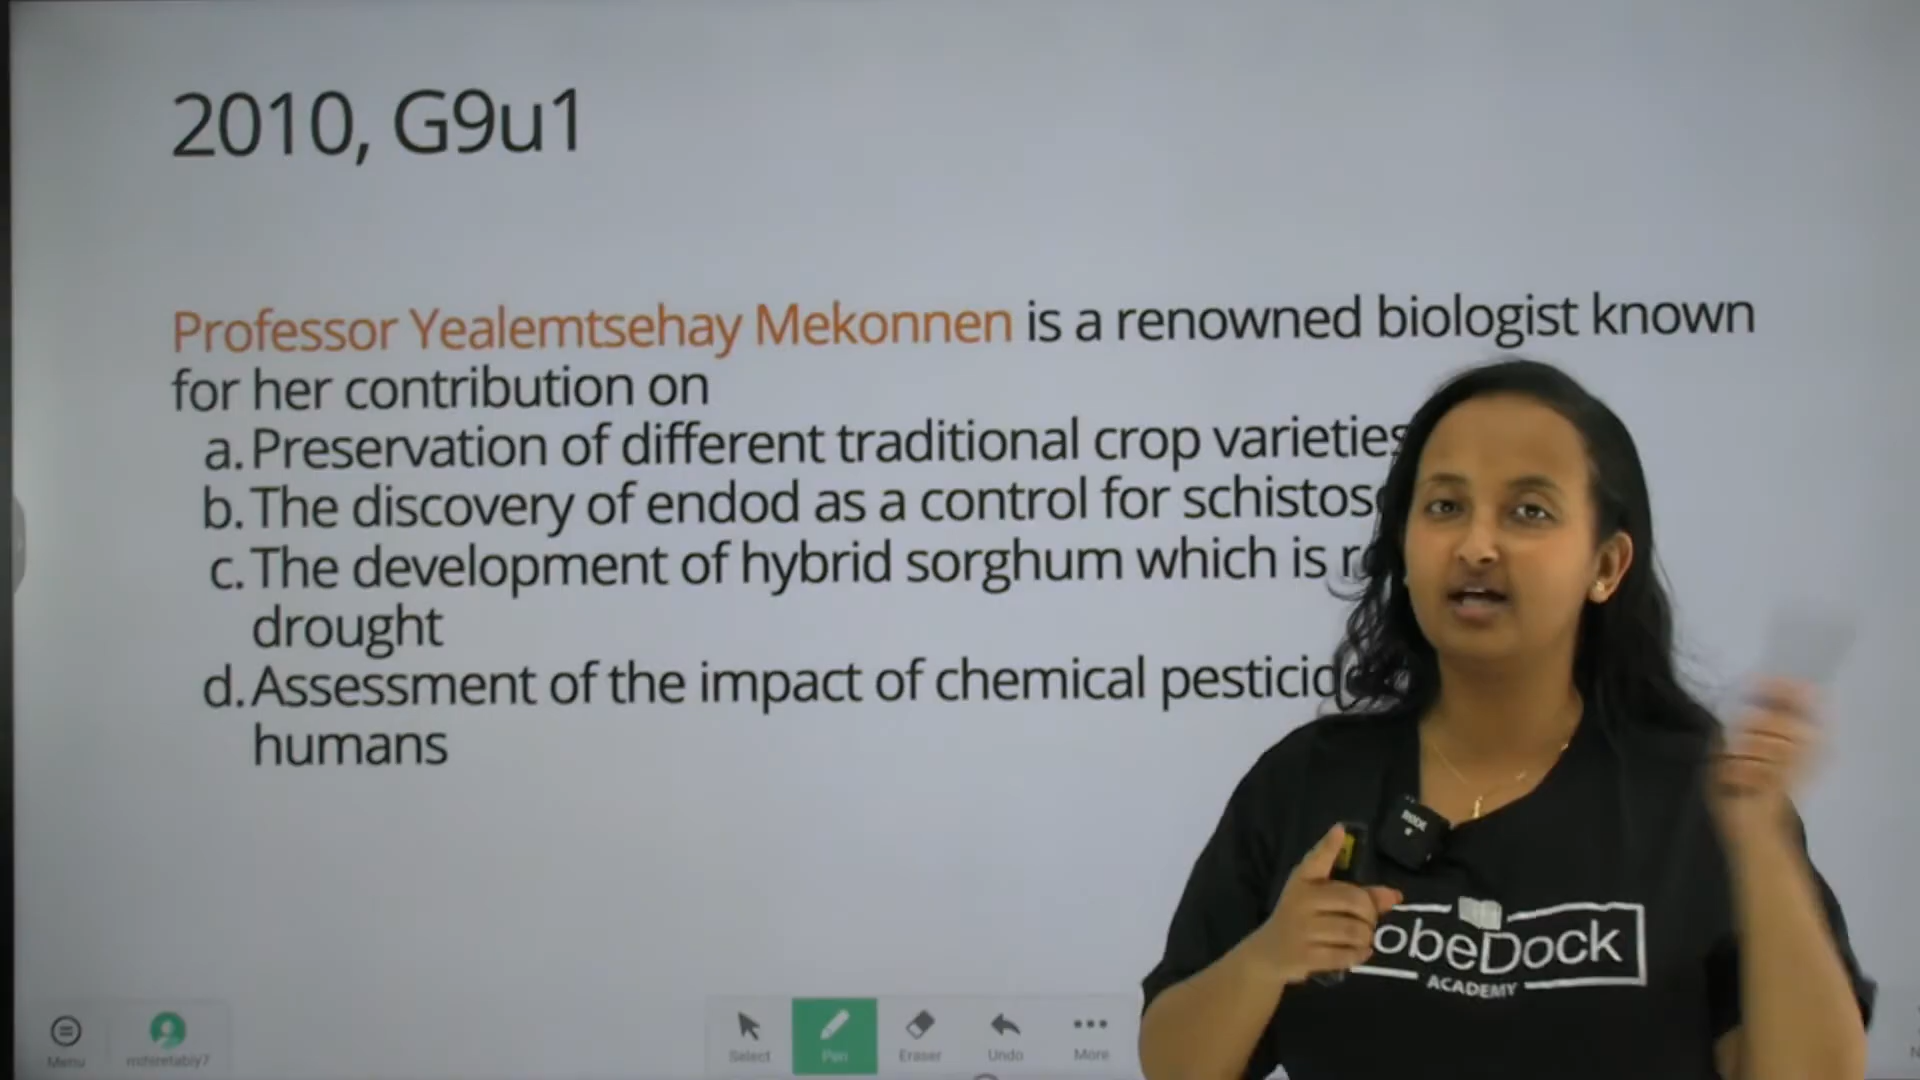 2010, G9u1
Professor Yealemtsehay Mekonnen is a renowned biologist known
for her contribution on
a. Preservation of different traditional crop varieties
b. The discovery of endod as a control for
c. The development of hybrid sorghum which is
drought
d. Assessment of the impact of chemical
humans
obeDock
ACADEMY
Menu
Select
Pen
Eraser
Undo
More